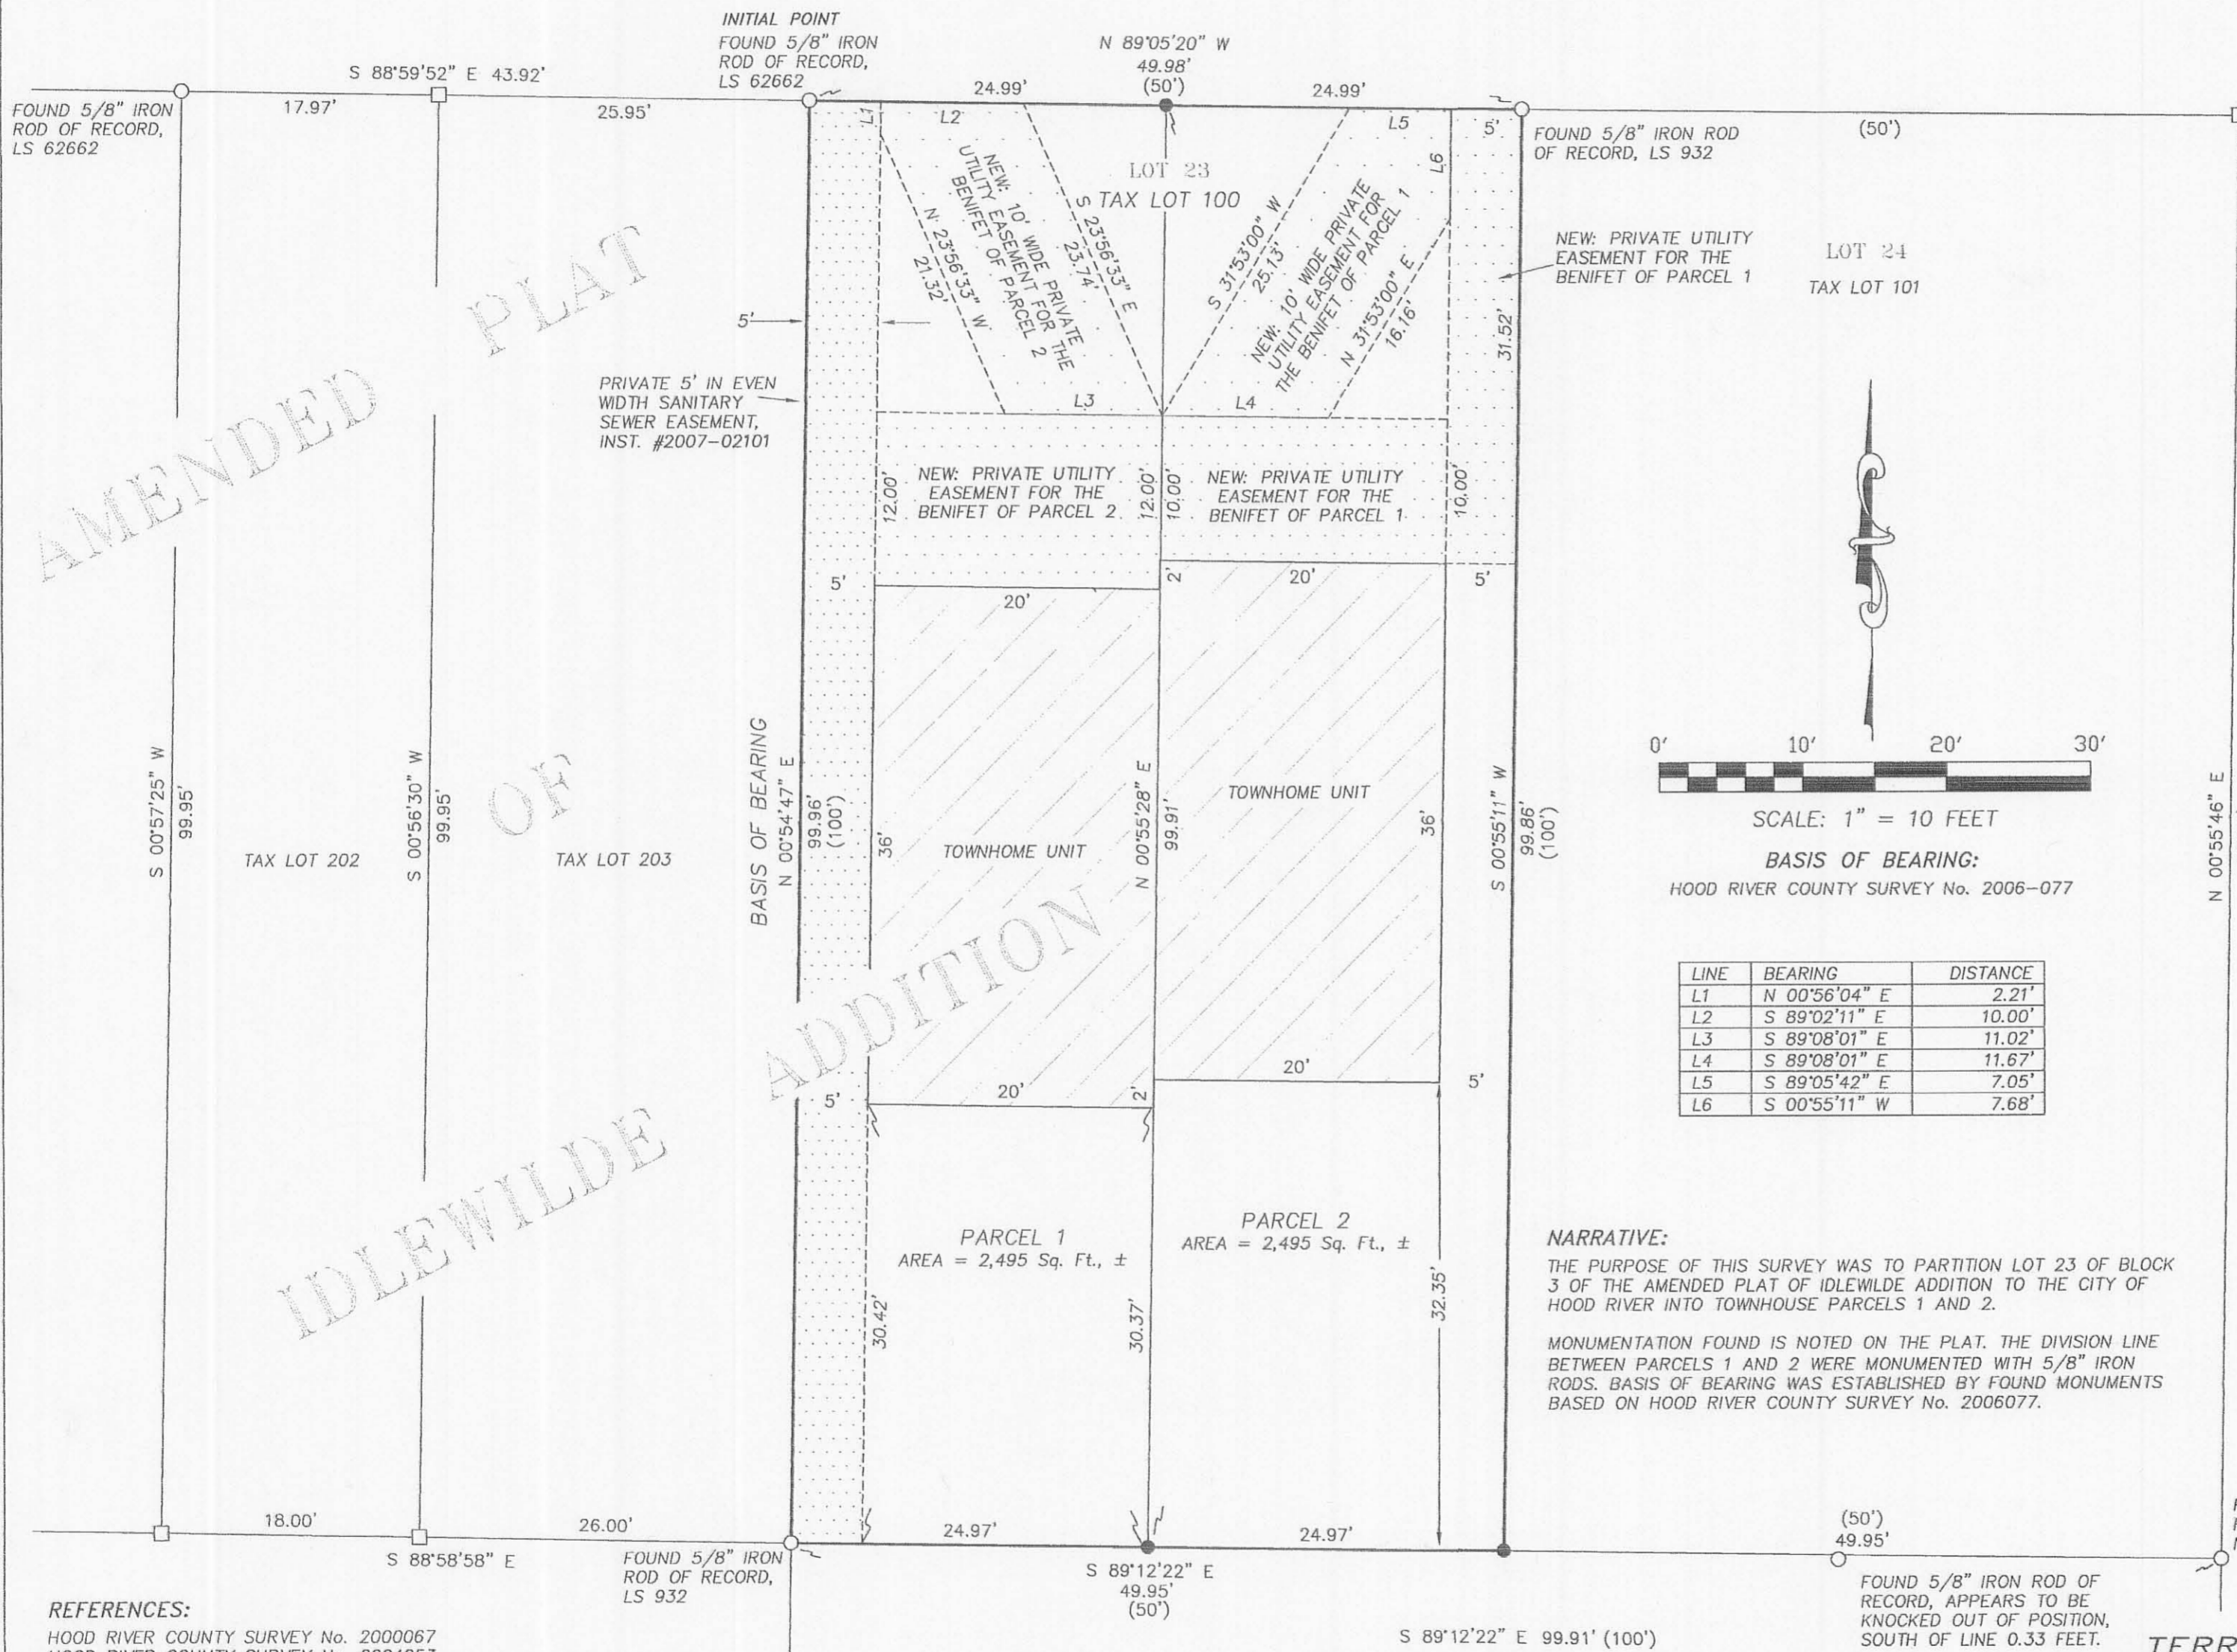 INITIAL POINT
FOUND 5/8" IRON
ROD OF RECORD,
LS 62662
N 89°05'20" W
49.98'
(50')
S 88°59'52" E 43.92'
24.99'
24.99'
FOUND 5/8" IRON
ROD OF RECORD,
LS 62662
17.97'
25.95'
L1
L2
L5
5'
FOUND 5/8" IRON ROD
OF RECORD, LS 932
(50')
LOT 23
TAX LOT 100
L6
NEW: 10' WIDE PRIVATE
UTILITY EASEMENT FOR THE
BENIFET OF PARCEL 2
N 23°56'33" W
21.32'
S 23°56'33" E
23.74'
S 31°53'00" W
25.13'
NEW: 10' WIDE PRIVATE
UTILITY EASEMENT FOR
THE BENIFET OF PARCEL 1
N 31°53'00" E
16.16'
31.52'
NEW: PRIVATE UTILITY
EASEMENT FOR THE
BENIFET OF PARCEL 1
LOT 24
TAX LOT 101
AMENDED PLAT
OF
IDLEWILDE ADDITION
5'
PRIVATE 5' IN EVEN
WIDTH SANITARY
SEWER EASEMENT,
INST. #2007-02101
L3
L4
12.00'
NEW: PRIVATE UTILITY
EASEMENT FOR THE
BENIFET OF PARCEL 2
12.00'
10.00'
NEW: PRIVATE UTILITY
EASEMENT FOR THE
BENIFET OF PARCEL 1
10.00'
5'
20'
2'
20'
5'
S 00°57'25" W
99.95'
TAX LOT 202
S 00°56'30" W
99.95'
TAX LOT 203
BASIS OF BEARING
N 00°54'47" E
99.96'
(100')
36'
TOWNHOME UNIT
N 00°55'28" E
99.91'
TOWNHOME UNIT
36'
S 00°55'11" W
99.86'
(100')
0' 10' 20' 30'
SCALE: 1" = 10 FEET
BASIS OF BEARING:
HOOD RIVER COUNTY SURVEY No. 2006-077
N 00°55'46" E
LINE BEARING DISTANCE
L1 N 00°56'04" E 2.21'
L2 S 89°02'11" E 10.00'
L3 S 89°08'01" E 11.02'
L4 S 89°08'01" E 11.67'
L5 S 89°05'42" E 7.05'
L6 S 00°55'11" W 7.68'
5'
20'
2'
20'
5'
PARCEL 1
AREA = 2,495 Sq. Ft., ±
PARCEL 2
AREA = 2,495 Sq. Ft., ±
30.42'
30.37'
32.35'
NARRATIVE:
THE PURPOSE OF THIS SURVEY WAS TO PARTITION LOT 23 OF BLOCK
3 OF THE AMENDED PLAT OF IDLEWILDE ADDITION TO THE CITY OF
HOOD RIVER INTO TOWNHOUSE PARCELS 1 AND 2.
MONUMENTATION FOUND IS NOTED ON THE PLAT. THE DIVISION LINE
BETWEEN PARCELS 1 AND 2 WERE MONUMENTED WITH 5/8" IRON
RODS. BASIS OF BEARING WAS ESTABLISHED BY FOUND MONUMENTS
BASED ON HOOD RIVER COUNTY SURVEY No. 2006077.
18.00'
26.00'
24.97'
24.97'
(50')
49.95'
S 88°58'58" E
FOUND 5/8" IRON
ROD OF RECORD,
LS 932
S 89°12'22" E
49.95'
(50')
FOUND 5/8" IRON ROD OF
RECORD, APPEARS TO BE
KNOCKED OUT OF POSITION,
SOUTH OF LINE 0.33 FEET.
S 89°12'22" E 99.91' (100')
REFERENCES:
HOOD RIVER COUNTY SURVEY No. 2000067